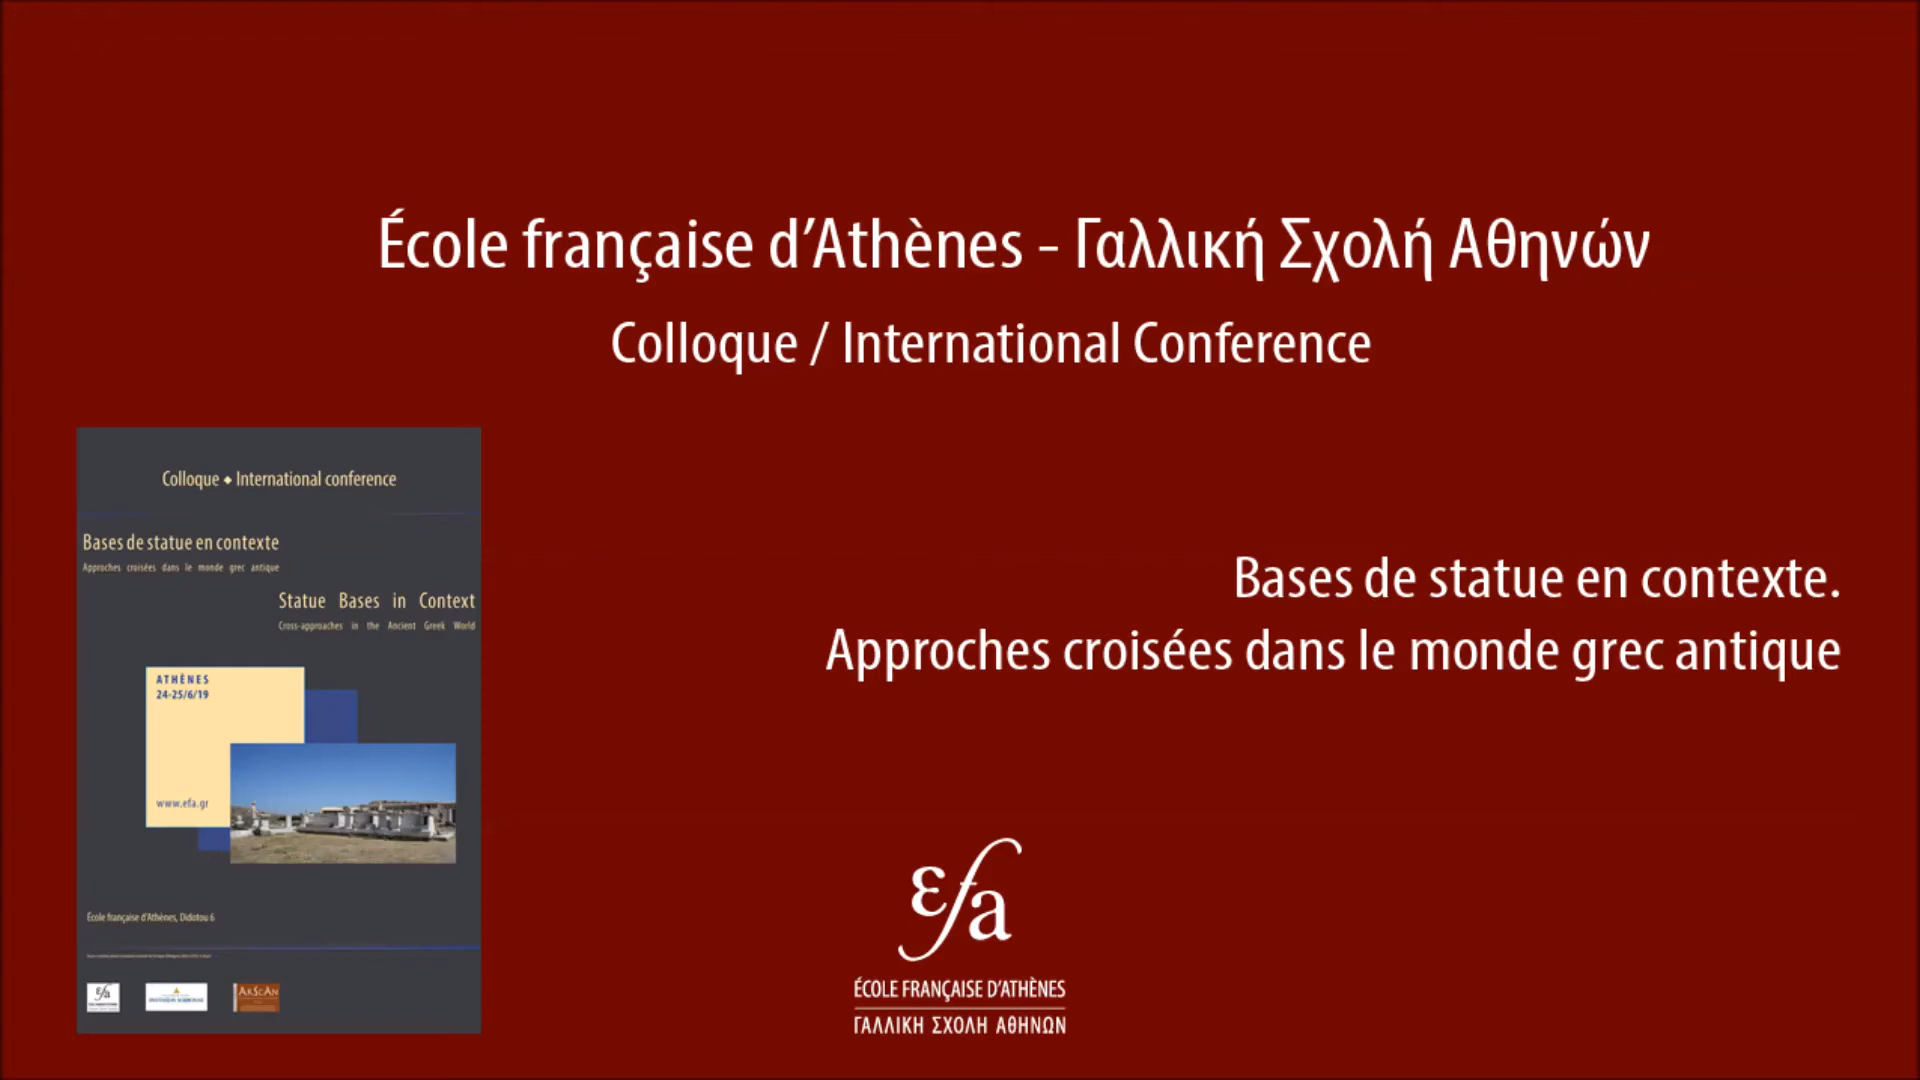 École française d’Athènes - Γαλλική Σχολή Αθηνών
Colloque / International Conference
Colloque ◆ International conference
Bases de statue en contexte
Approches croisées dans le monde grec antique
Statue Bases in Context
Cross-approaches in the Ancient Greek World
ATHÈNES
24-25/6/19
www.efa.gr
École française d'Athènes, Didotou 6
εfa
ARSCAN
Bases de statue en contexte.
Approches croisées dans le monde grec antique
εfa
ÉCOLE FRANÇAISE D’ATHÈNES
ΓΑΛΛΙΚΗ ΣΧΟΛΗ ΑΘΗΝΩΝ